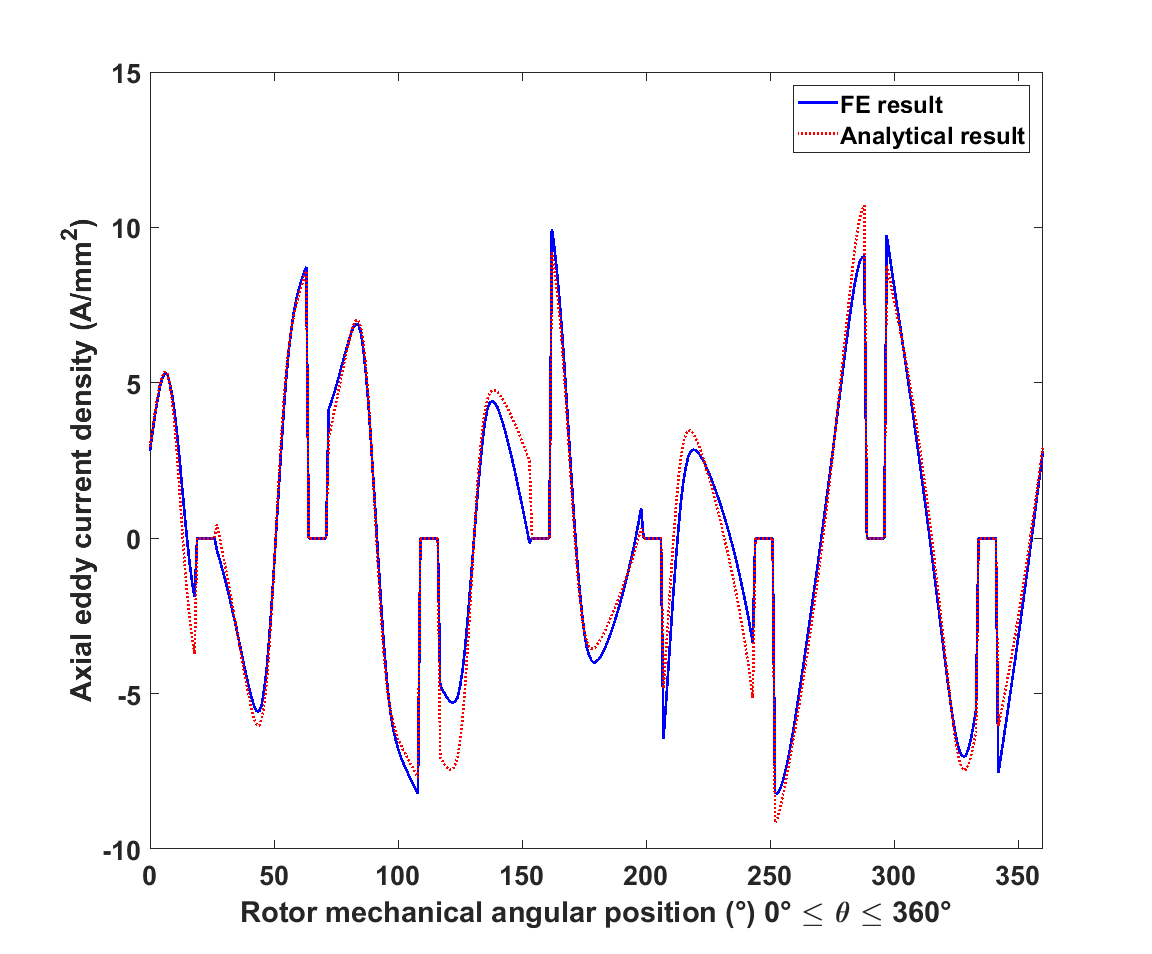 15
10
5
0
-5
-10
0 50 100 150 200 250 300 350
Axial eddy current density (A/mm²)
Rotor mechanical angular position (°) 0° ≤ θ ≤ 360°
FE result
Analytical result